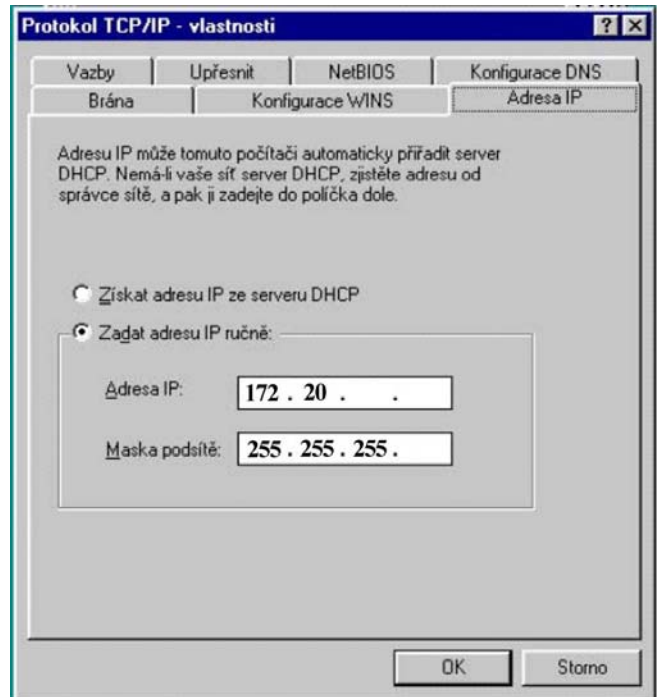 Protokol TCP/IP - vlastnosti
Vazby Upřesnit NetBIOS Konfigurace DNS
Brána Konfigurace WINS Adresa IP
Adresu IP může tomuto počítači automaticky přiřadit server
DHCP. Nemá-li vaše síť server DHCP, zjistěte adresu od
správce sítě, a pak ji zadejte do políčka dole.
Získat adresu IP ze serveru DHCP
Zadat adresu IP ručně:
Adresa IP: 172 . 20 . .
Maska podsítě: 255 . 255 . 255 .
OK Storno